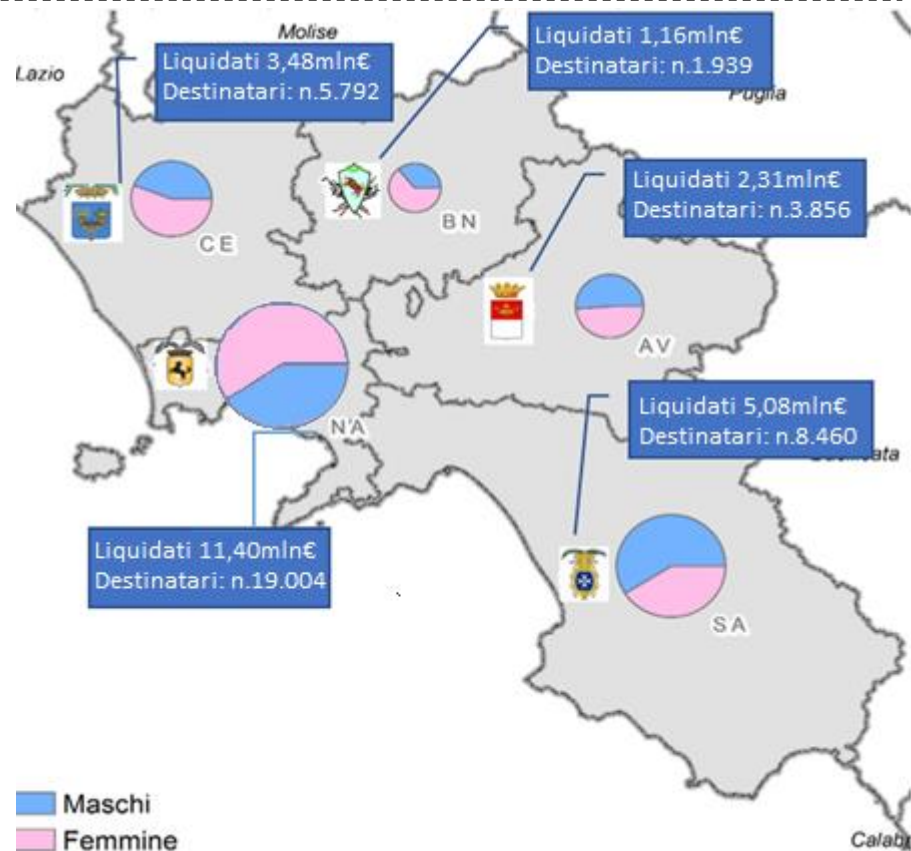 Molise
Lazio
Liquidati 3,48mln€
Destinatari: n.5.792
Liquidati 1,16mln€
Destinatari: n.1.939
Puglia
Liquidati 2,31mln€
Destinatari: n.3.856
CE
BN
AV
NA
Liquidati 5,08mln€
Destinatari: n.8.460
Liquidati 11,40mln€
Destinatari: n.19.004
SA
Maschi
Femmine